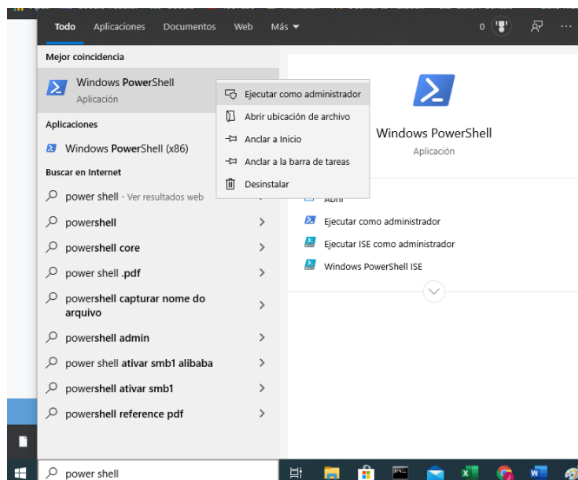 Todo Aplicaciones Documentos Web Más 0
Mejor coincidencia
Windows PowerShell
Aplicación
Aplicaciones
Windows PowerShell (x86)
Buscar en Internet
power shell - Ver resultados web
powershell
powershell core
power shell .pdf
powershell capturar nome do
arquivo
powershell admin
power shell ativar smb1 alibaba
powershell ativar smb1
powershell reference pdf
Ejecutar como administrador
Abrir ubicación de archivo
Anclar a Inicio
Anclar a la barra de tareas
Desinstalar
Windows PowerShell
Aplicación
Abrir
Ejecutar como administrador
Ejecutar ISE como administrador
Windows PowerShell ISE
power shell